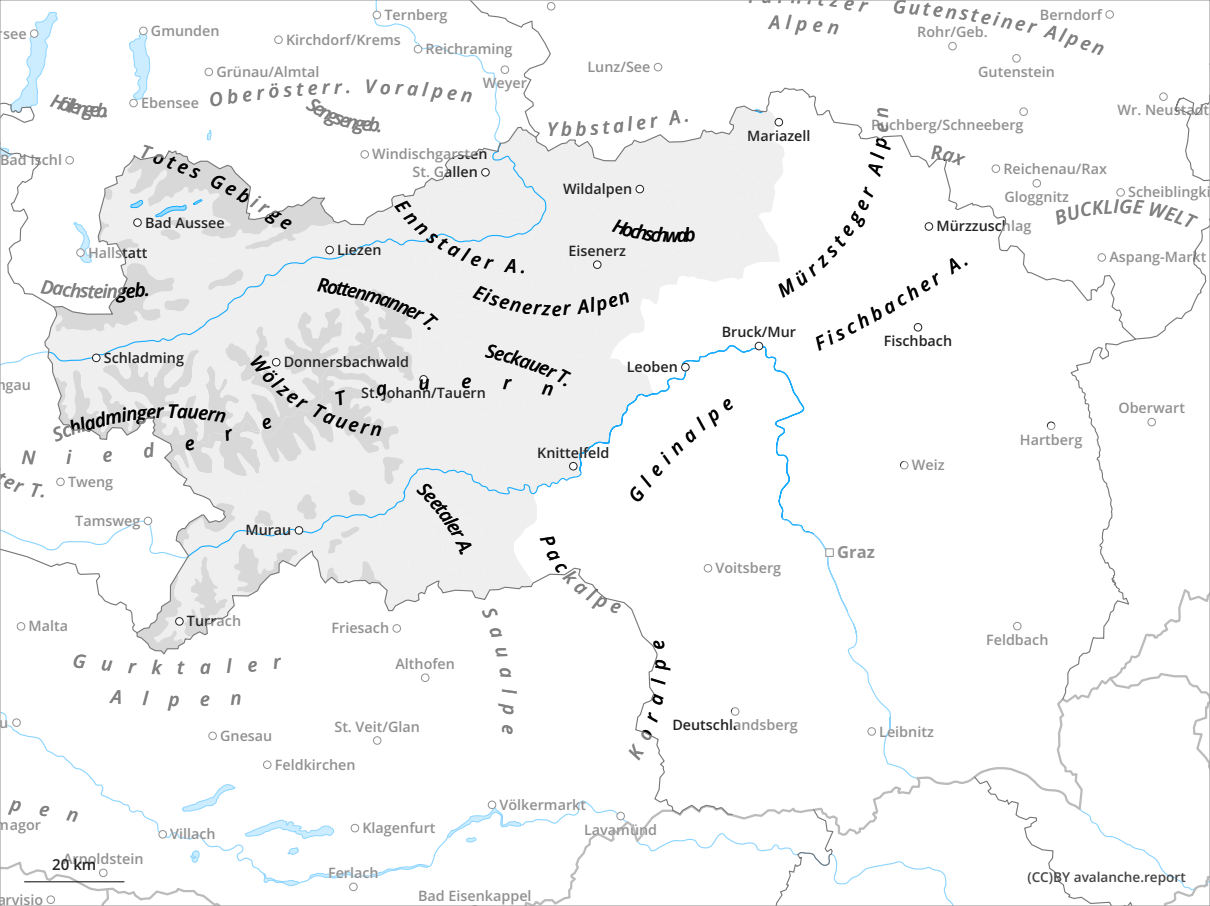 Ternberg
Gutensteiner Alpen
Alpen
Berndorf
Gmunden
Kirchdorf/Krems
Reichraming
Rohr/Geb.
Grünau/Almtal
Weyer
Lunz/See
Gutenstein
Oberösterr. Voralpen
Höllengeb.
Ebensee
Sengsengeb.
Ybbstaler A.
Mariazell
Puchberg/Schneeberg
Wr. Neustadt
Bad Ischl
Totes Gebirge
Windischgarsten
St. Gallen
Rax
Reichenau/Rax
Wildalpen
Gloggnitz
BUCKLIGE WELT
Bad Aussee
Ennstaler A.
Hochschwab
Mürzsteger Alpen
Mürzzuschlag
Hallstatt
Liezen
Eisenerz
Aspang-Markt
Dachsteingeb.
Rottenmanner T.
Eisenerzer Alpen
Fischbacher A.
Bruck/Mur
Fischbach
Schladming
Donnersbachwald
Seckauer T.
Leoben
Wölzer Tauern
St. Johann/Tauern
Schladminger Tauern
Niedere Tauern
Oberwart
Hartberg
Gleinalpe
Knittelfeld
Weiz
ter T.
Tweng
Seetaler A.
Tamsweg
Murau
Packalpe
Graz
Voitsberg
Malta
Turrach
Friesach
Saualpe
Feldbach
Gurktaler
Alpen
Althofen
Koralpe
Gnesau
St. Veit/Glan
Deutschlandsberg
Leibnitz
Feldkirchen
Völkermarkt
Villach
Klagenfurt
Lavamünd
Arnoldstein
20 km
Ferlach
Bad Eisenkappel
(CC)BY avalanche.report